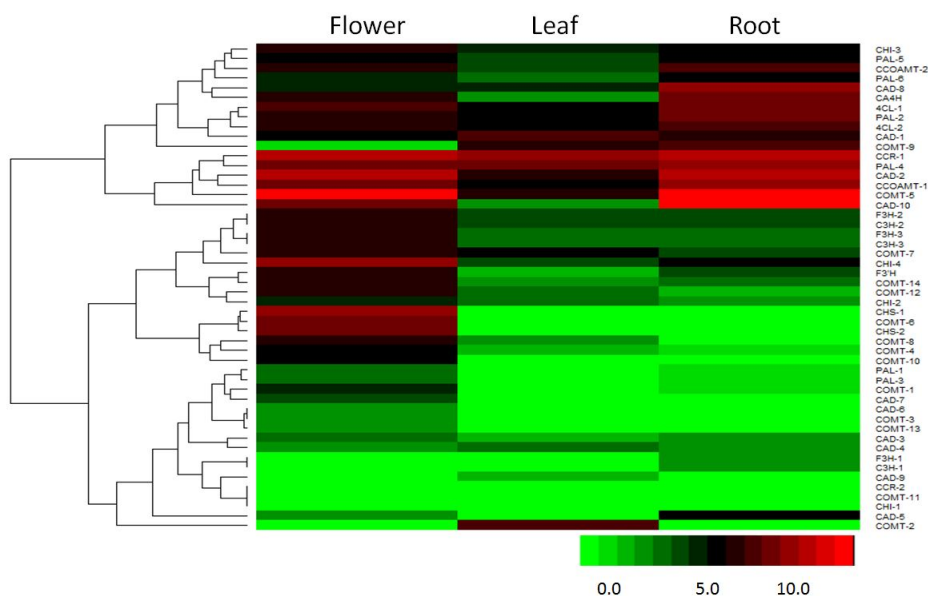 Flower Leaf Root
CHI-3
PAL-5
CCOAMT-2
PAL-6
CAD-8
CA4H
4CL-1
PAL-2
4CL-2
CAD-1
COMT-9
CCR-1
PAL-4
CAD-2
CCOAMT-1
COMT-5
CAD-10
F3H-2
C3H-2
F3H-3
C3H-3
COMT-7
CHI-4
F3'H
COMT-14
COMT-12
CHI-2
CHS-1
COMT-6
CHS-2
COMT-8
COMT-4
COMT-10
PAL-1
PAL-3
COMT-1
CAD-7
CAD-6
COMT-3
COMT-13
CAD-3
CAD-4
F3H-1
C3H-1
CAD-9
CCR-2
COMT-11
CHI-1
CAD-5
COMT-2
0.0 5.0 10.0